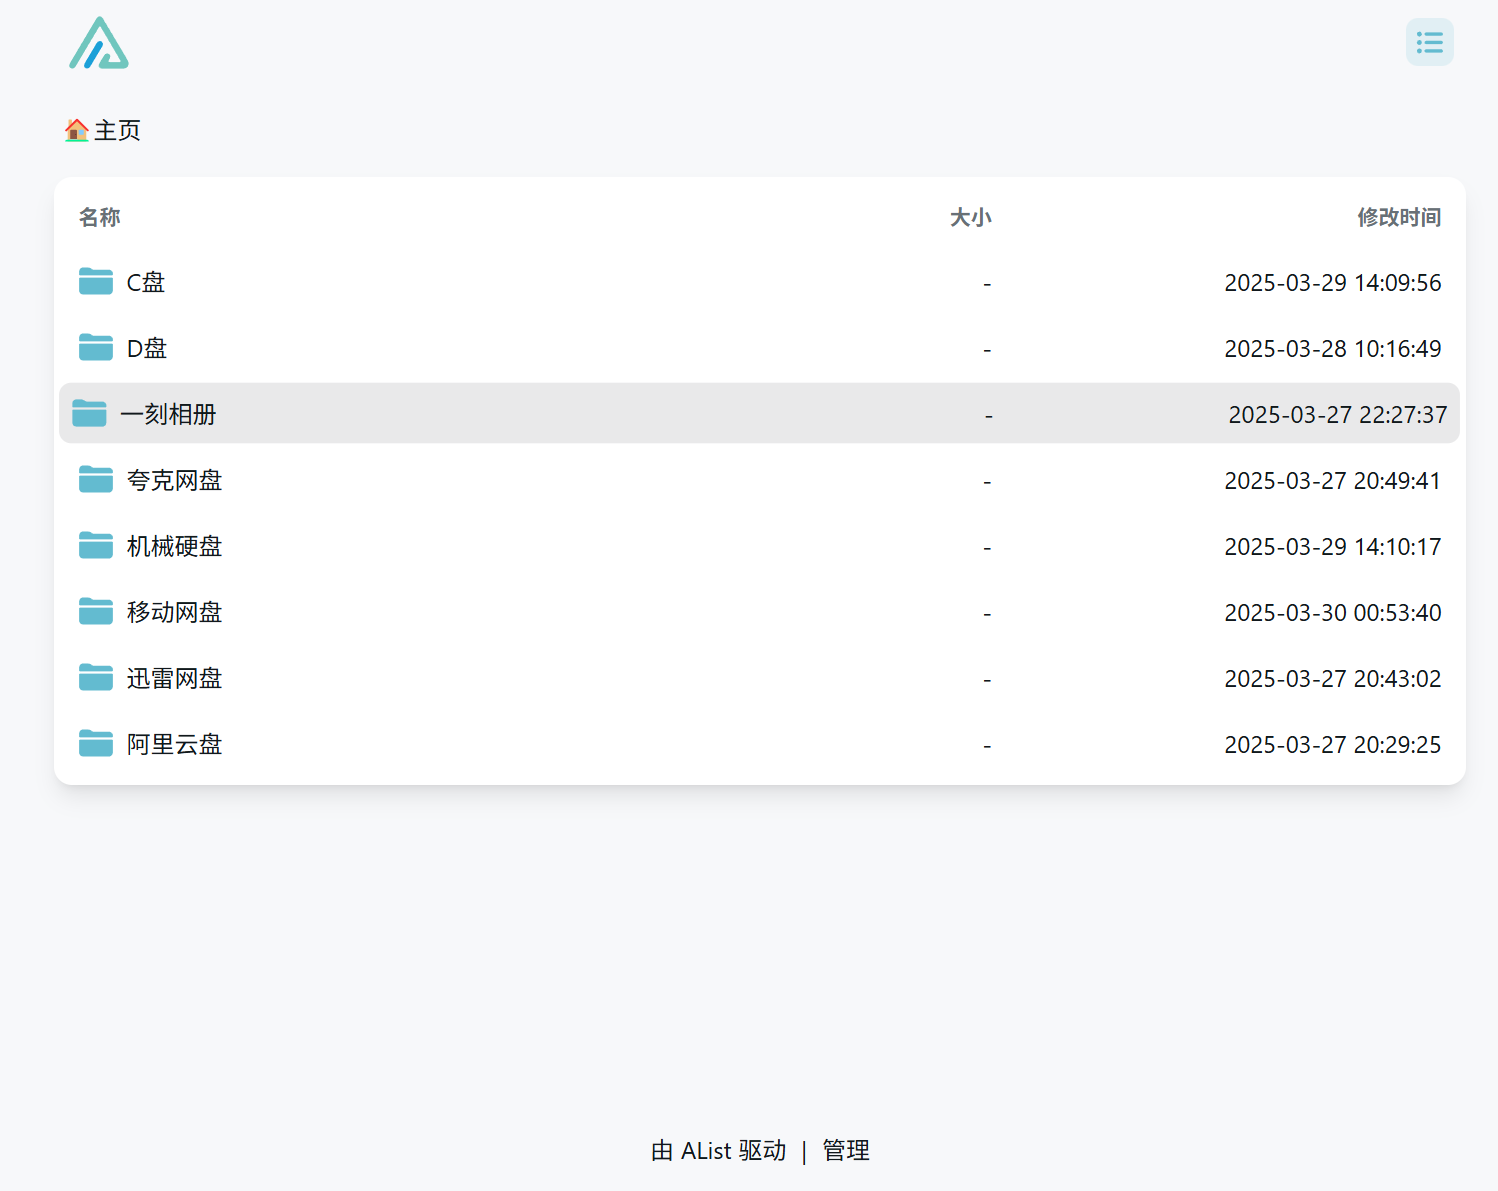 主页
名称 大小 修改时间
C盘 - 2025-03-29 14:09:56
D盘 - 2025-03-28 10:16:49
一刻相册 - 2025-03-27 22:27:37
夸克网盘 - 2025-03-27 20:49:41
机械硬盘 - 2025-03-29 14:10:17
移动网盘 - 2025-03-30 00:53:40
迅雷网盘 - 2025-03-27 20:43:02
阿里云盘 - 2025-03-27 20:29:25
由 AList 驱动 | 管理